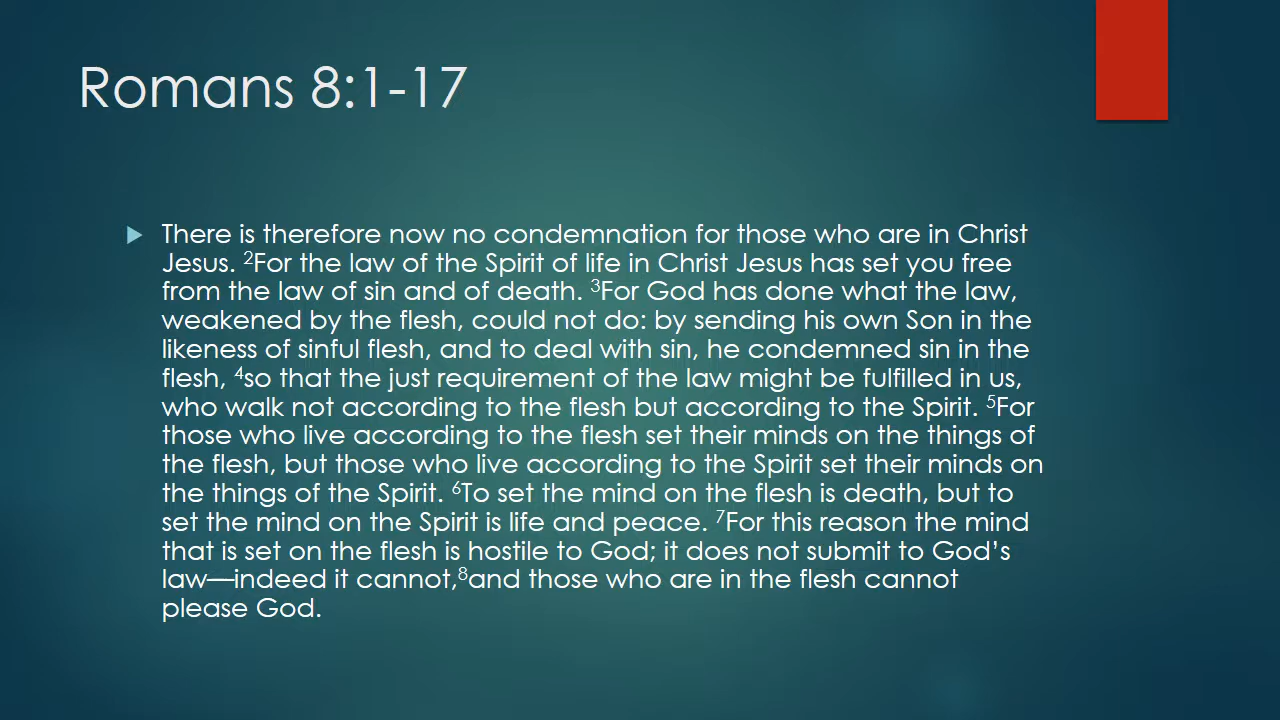 Romans 8:1-17
There is therefore now no condemnation for those who are in Christ
Jesus. ²For the law of the Spirit of life in Christ Jesus has set you free
from the law of sin and of death. ³For God has done what the law,
weakened by the flesh, could not do: by sending his own Son in the
likeness of sinful flesh, and to deal with sin, he condemned sin in the
flesh, ⁴so that the just requirement of the law might be fulfilled in us,
who walk not according to the flesh but according to the Spirit. ⁵For
those who live according to the flesh set their minds on the things of
the flesh, but those who live according to the Spirit set their minds on
the things of the Spirit. ⁶To set the mind on the flesh is death, but to
set the mind on the Spirit is life and peace. ⁷For this reason the mind
that is set on the flesh is hostile to God; it does not submit to God’s
law—indeed it cannot,⁸and those who are in the flesh cannot
please God.